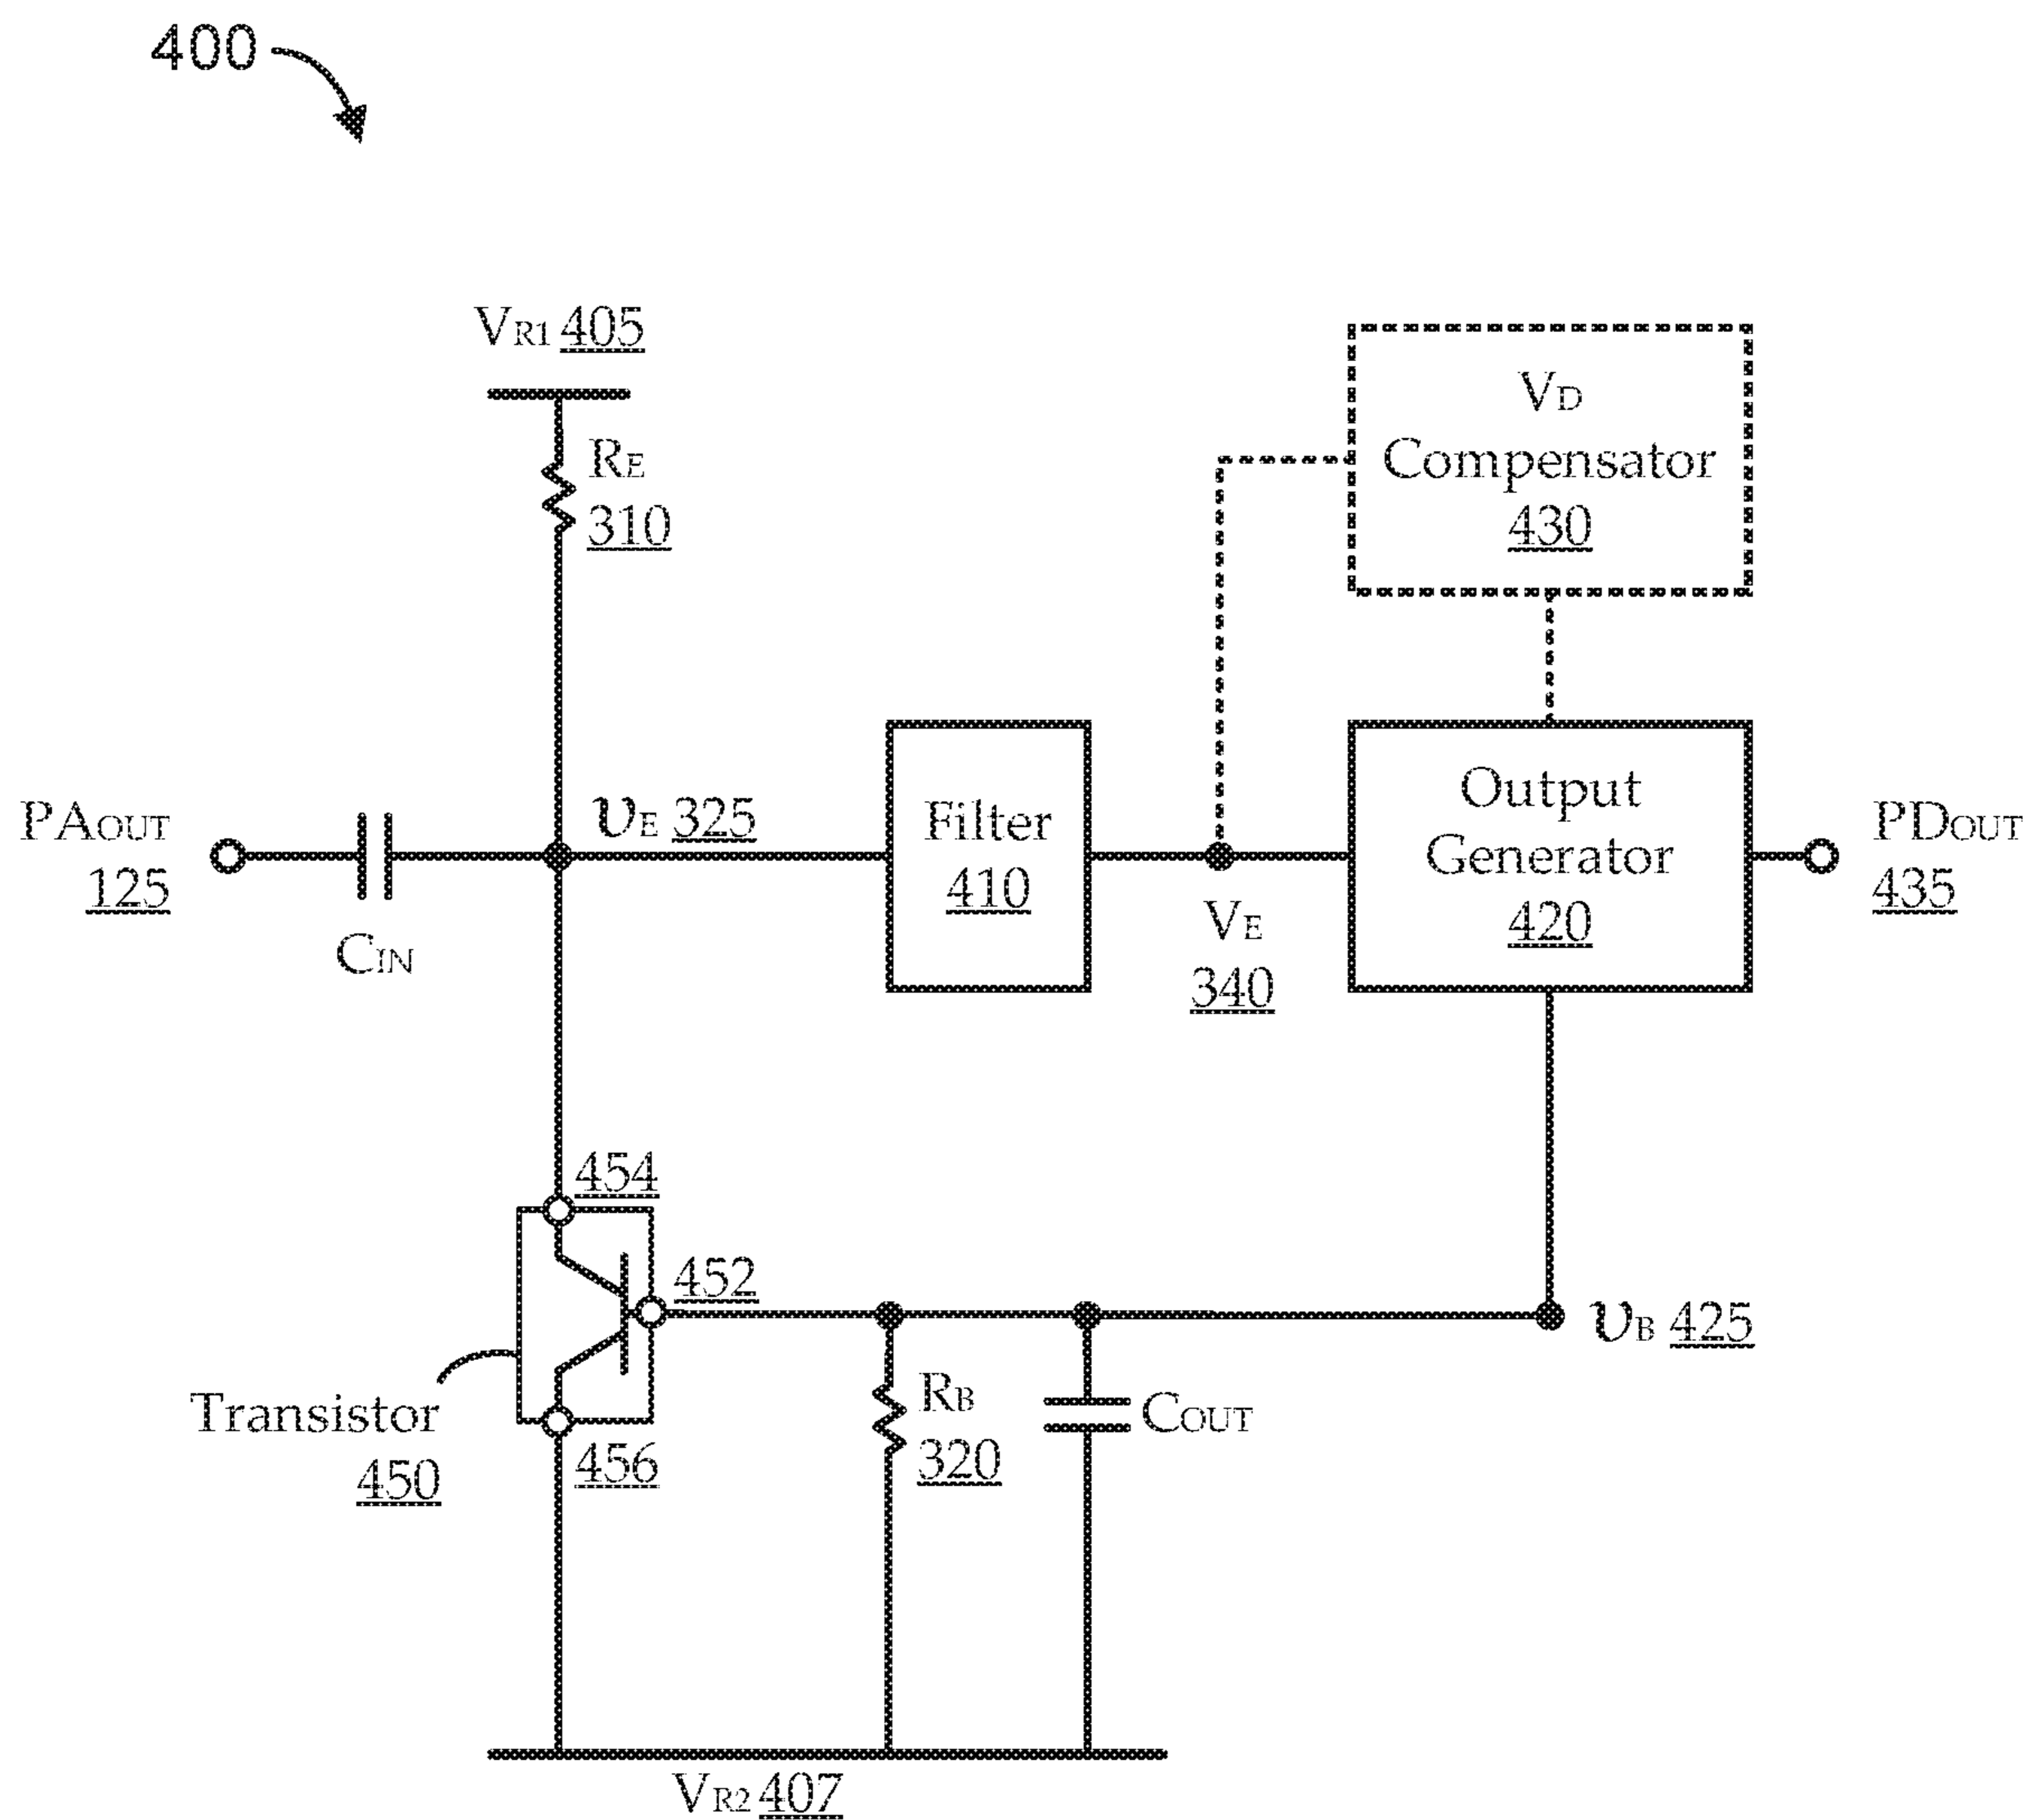 400
VR1 405
RE
310
VD
Compensator
430
PAOUT
125
CIN
υE 325
Filter
410
VE
340
Output
Generator
420
PDOUT
435
454
452
456
Transistor
450
RB
320
COUT
υB 425
VR2 407